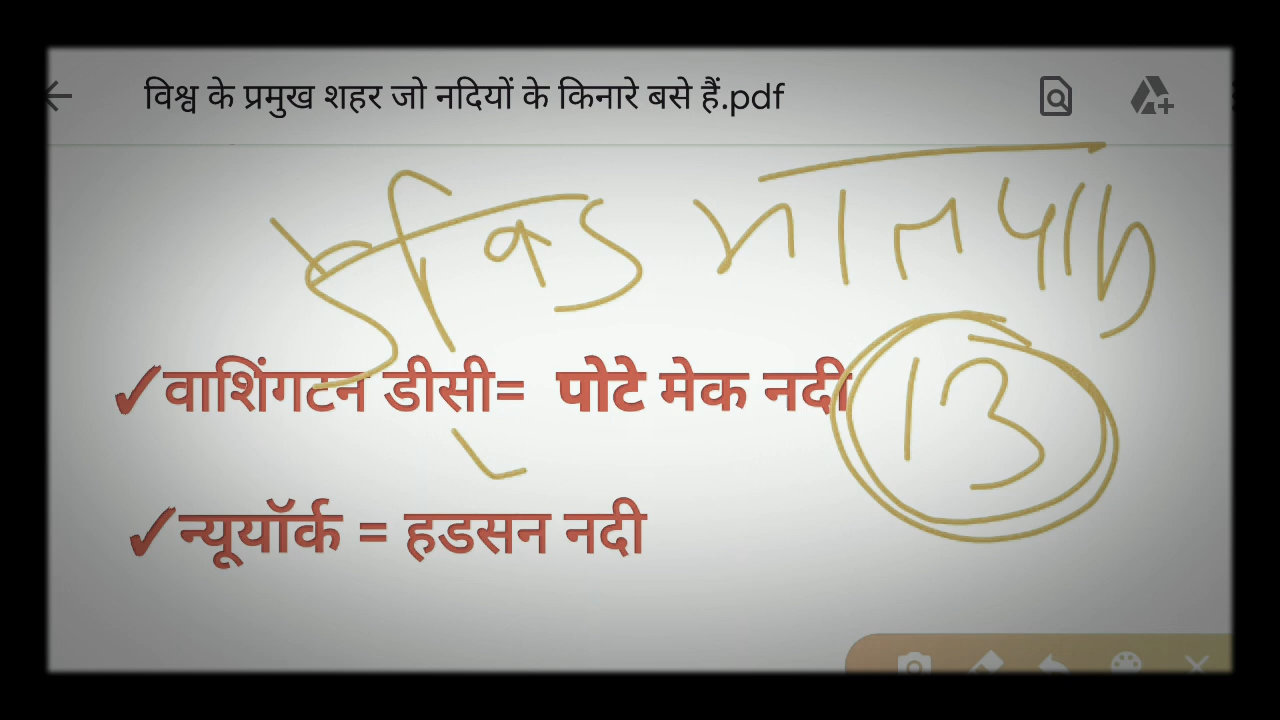 विश्व के प्रमुख शहर जो नदियों के किनारे बसे हैं.pdf
13
✓वाशिंगटन डीसी= पोटे मेक नदी
✓न्यूयॉर्क = हडसन नदी